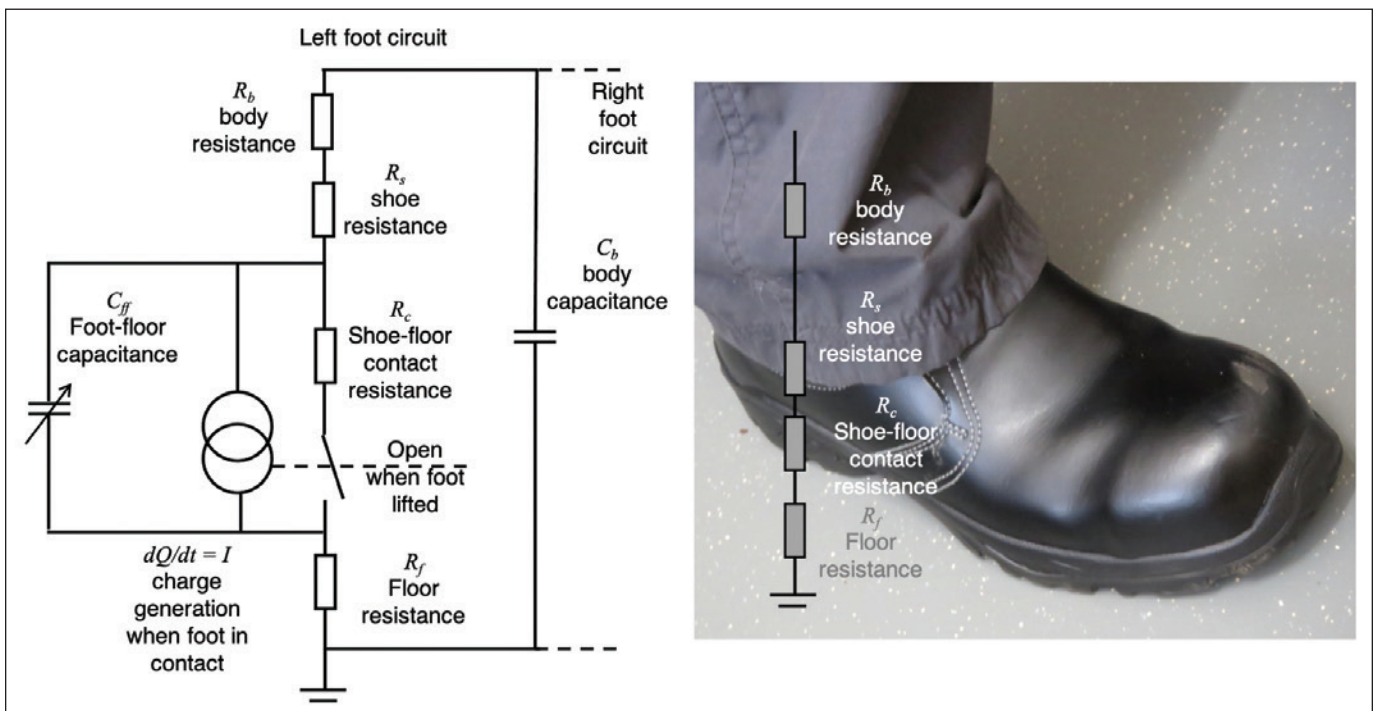 Left foot circuit
R_b
body
resistance
R_s
shoe
resistance
Right
foot
circuit
C_ff
Foot-floor
capacitance
R_c
Shoe-floor
contact
resistance
C_b
body
capacitance
Open
when foot
lifted
dQ/dt = I
charge
generation
when foot in
contact
R_f
Floor
resistance
R_b
body
resistance
R_s
shoe
resistance
R_c
Shoe-floor
contact
resistance
R_f
Floor
resistance